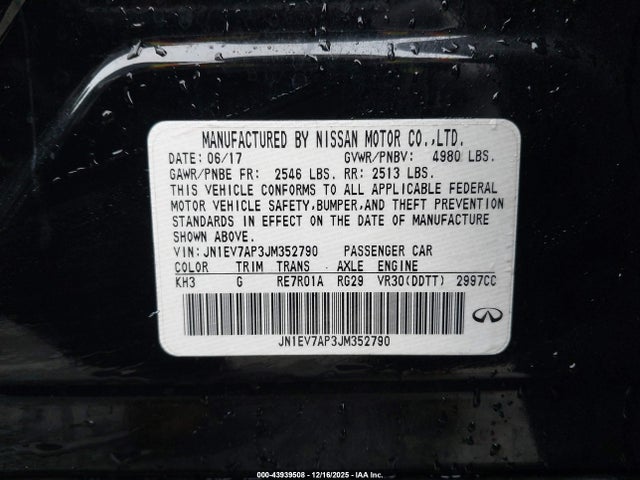 MANUFACTURED BY NISSAN MOTOR CO.,LTD.
DATE: 06/17 GVWR/PNBV: 4980 LBS.
GAWR/PNBE FR: 2546 LBS. RR: 2513 LBS.
THIS VEHICLE CONFORMS TO ALL APPLICABLE FEDERAL
MOTOR VEHICLE SAFETY,BUMPER,AND THEFT PREVENTION
STANDARDS IN EFFECT ON THE DATE OF MANUFACTURE
SHOWN ABOVE.
VIN: JN1EV7AP3JM352790 PASSENGER CAR
COLOR TRIM TRANS AXLE ENGINE
KH3 G RE7R01A RG29 VR30(DDTT) 2997CC
JN1EV7AP3JM352790
000-43939508 - 12/16/2025 - IAA Inc.